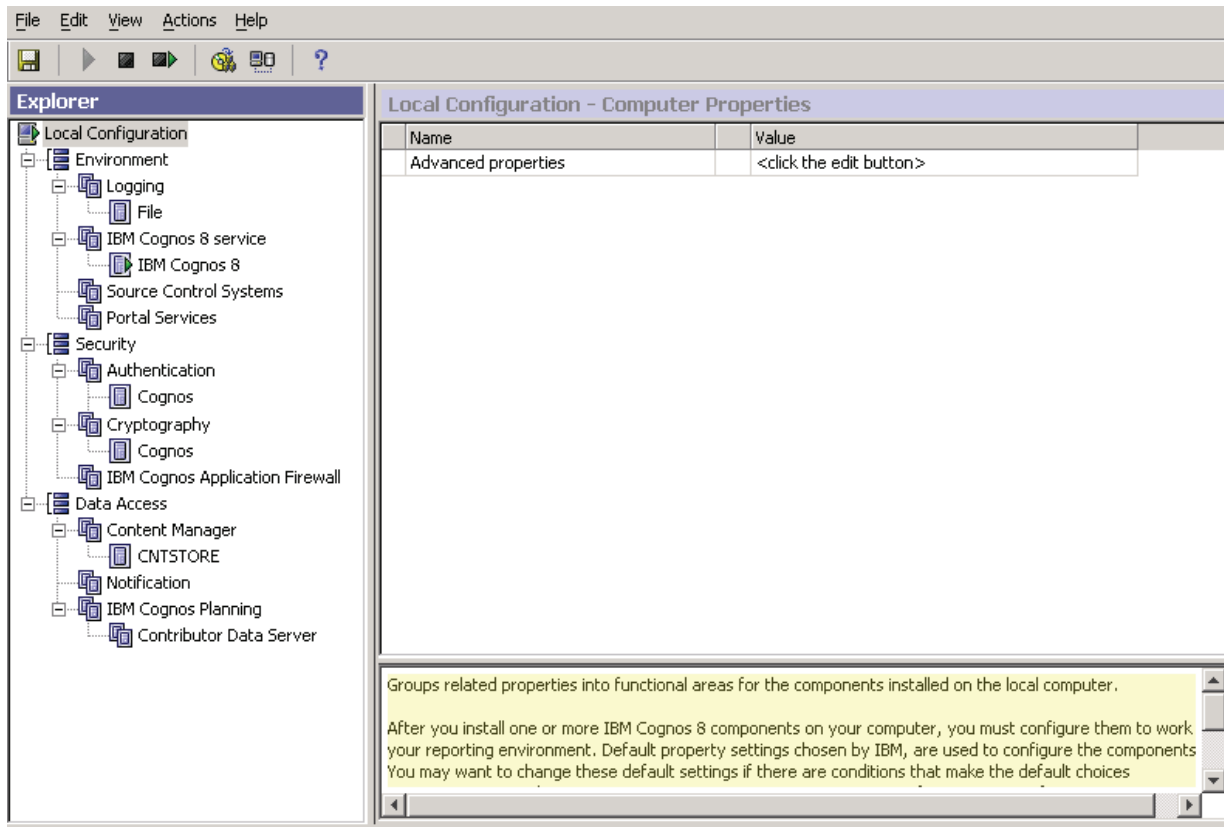 File Edit View Actions Help
?
Explorer
Local Configuration
Environment
Logging
File
IBM Cognos 8 service
IBM Cognos 8
Source Control Systems
Portal Services
Security
Authentication
Cognos
Cryptography
Cognos
IBM Cognos Application Firewall
Data Access
Content Manager
CNTSTORE
Notification
IBM Cognos Planning
Contributor Data Server
Local Configuration - Computer Properties
Name Value
Advanced properties <click the edit button>
Groups related properties into functional areas for the components installed on the local computer.
After you install one or more IBM Cognos 8 components on your computer, you must configure them to work
your reporting environment. Default property settings chosen by IBM, are used to configure the components
You may want to change these default settings if there are conditions that make the default choices